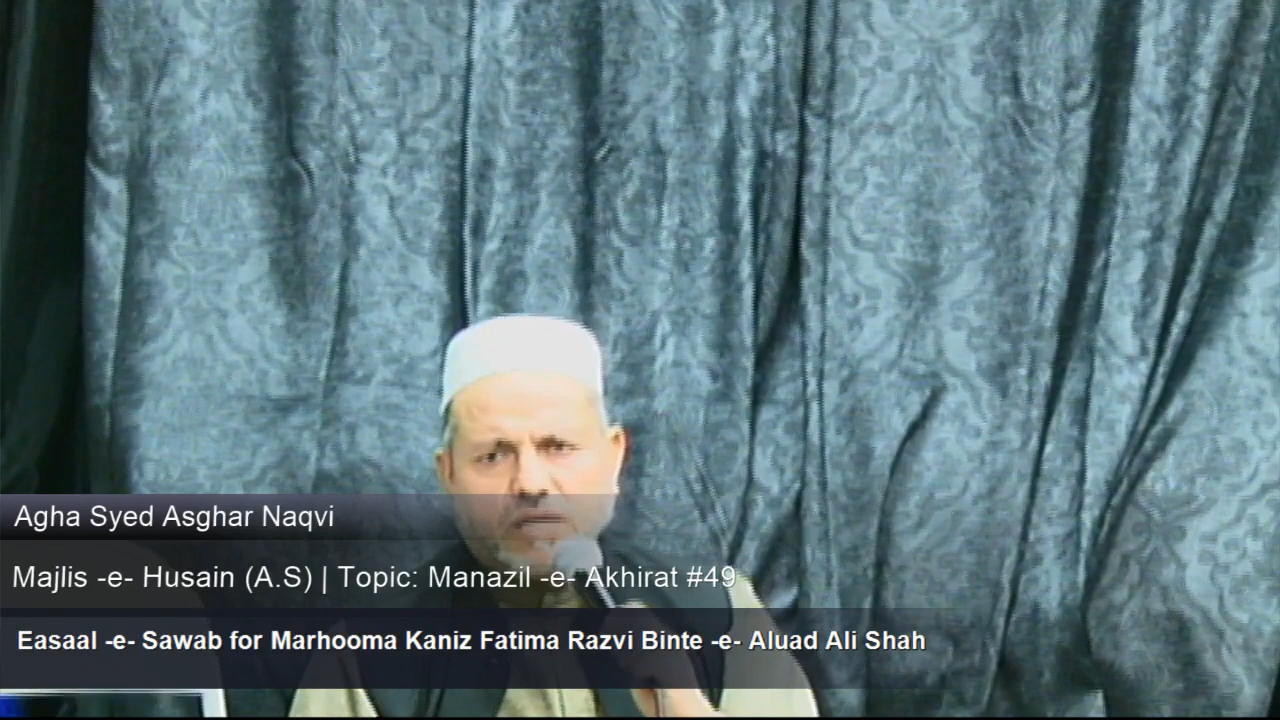 Agha Syed Asghar Naqvi
Majlis -e- Husain (A.S) | Topic: Manazil -e- Akhirat #49
Easaal -e- Sawab for Marhooma Kaniz Fatima Razvi Binte -e- Aluad Ali Shah